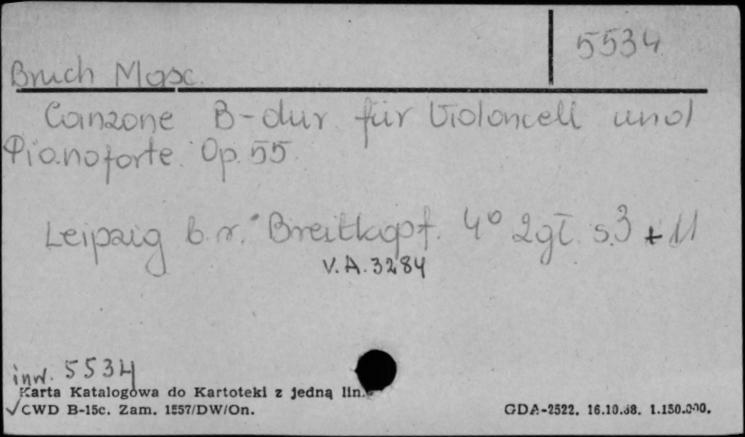 5534
Bruch Max.
Canzone B-dur für Violoncell und
Pianoforte. Op. 55.
Leipzig b.r. Breitkopf. 4° 2gł. s.3 + 11
V.A. 3284
inw. 5534
Karta Katalogowa do Kartoteki z jedną lin.
CWD B-15c. Zam. 1557/DW/On.
GDA-2522. 16.10.68. 1.150.000.